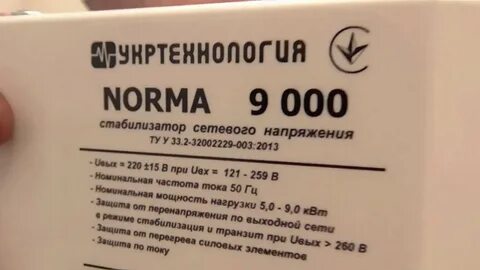 УКРТЕХНОЛОГИЯ
NORMA 9 000
стабилизатор сетевого напряжения
ТУ У 33.2-32002229-003:2013
- Uвых = 220 ±15 В при Uвх = 121 - 259 В
- Номинальная частота тока 50 Гц
- Номинальная мощность нагрузки 5,0 - 9,0 кВт
- Защита от перенапряжения по выходной сети
в режиме стабилизация и транзит при Uвых > 260 В
- Защита от перегрева силовых элементов
- Защита по току